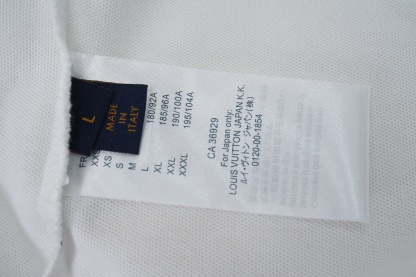 L
MADE
IN
ITALY
FR
XXS
XS
S
M
L
XL
XXL
XXXL
180/92A
185/96A
190/100A
195/104A
CA 36929
For Japan only:
LOUIS VUITTON JAPAN K.K.
ルイ・ヴィトン ジャパン(株)
0120-00-1854